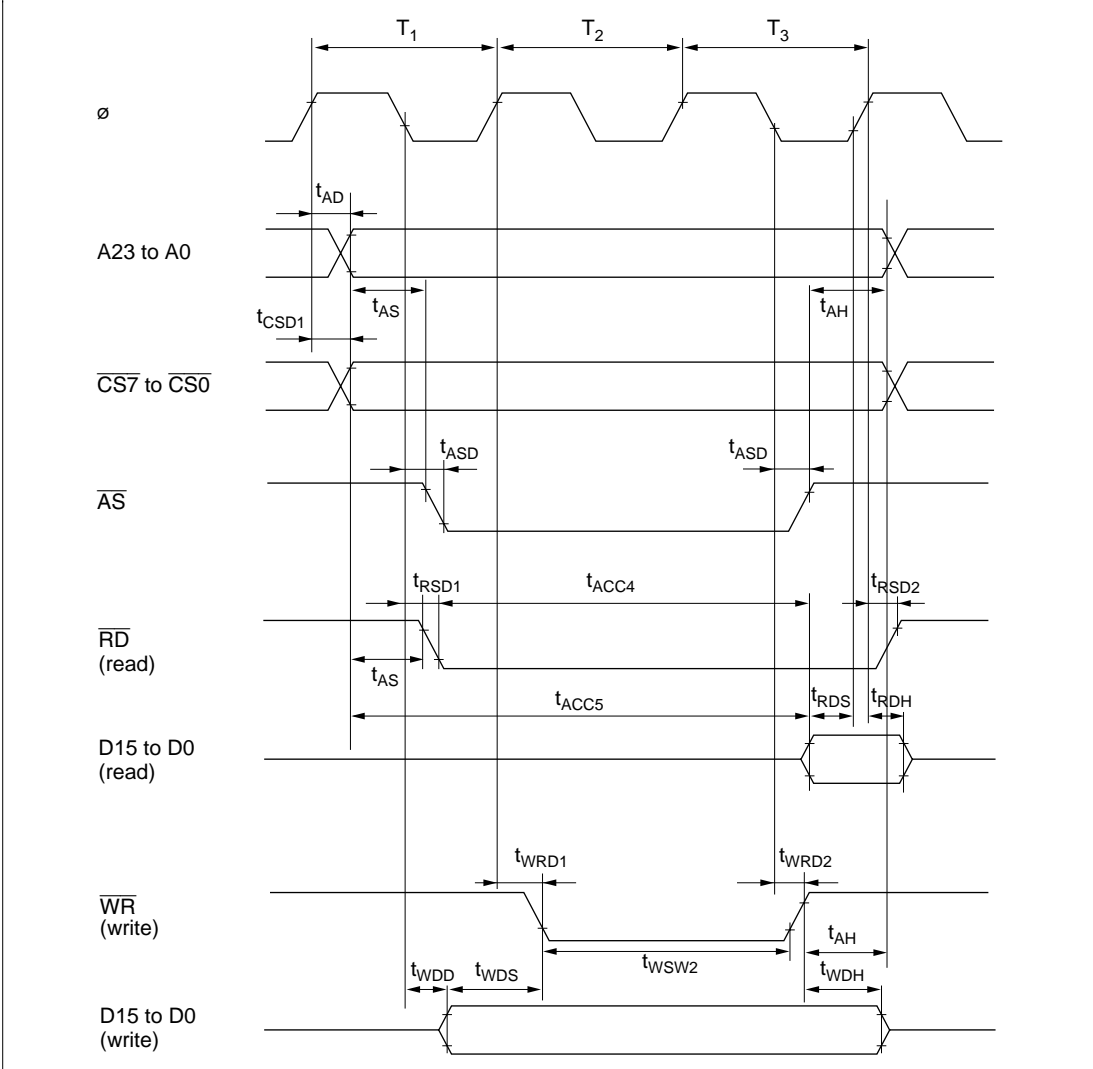 T1 T2 T3
ø
tAD
A23 to A0
tAS tAH
tCSD1
CS7 to CS0
tASD tASD
AS
tRSD1 tACC4 tRSD2
RD
(read)
tAS
tACC5 tRDS tRDH
D15 to D0
(read)
tWRD1 tWRD2
WR
(write)
tAH
tWSW2
tWDD tWDS tWDH
D15 to D0
(write)